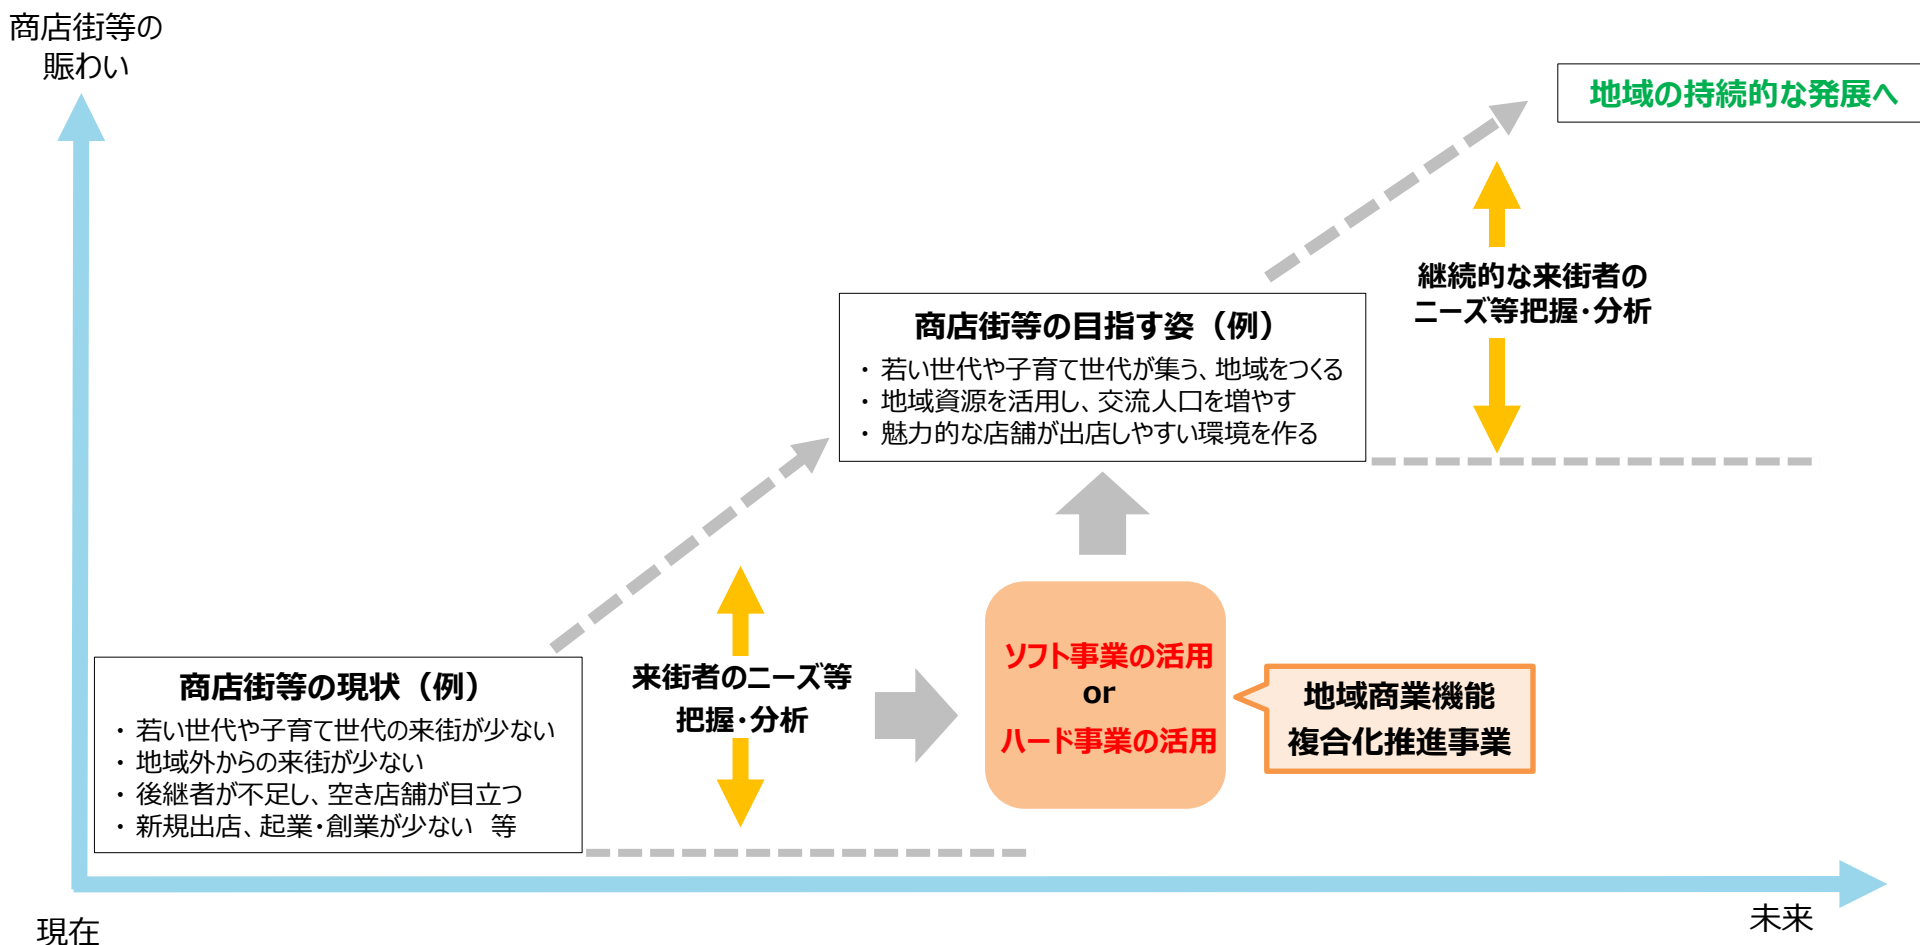 商店街等の
賑わい
地域の持続的な発展へ
継続的な来街者の
ニーズ等把握・分析
商店街等の目指す姿（例）
・ 若い世代や子育て世代が集う、地域をつくる
・ 地域資源を活用し、交流人口を増やす
・ 魅力的な店舗が出店しやすい環境を作る
商店街等の現状（例）
・ 若い世代や子育て世代の来街が少ない
・ 地域外からの来街が少ない
・ 後継者が不足し、空き店舗が目立つ
・ 新規出店、起業・創業が少ない 等
来街者のニーズ等
把握・分析
ソフト事業の活用
or
ハード事業の活用
地域商業機能
複合化推進事業
現在
未来